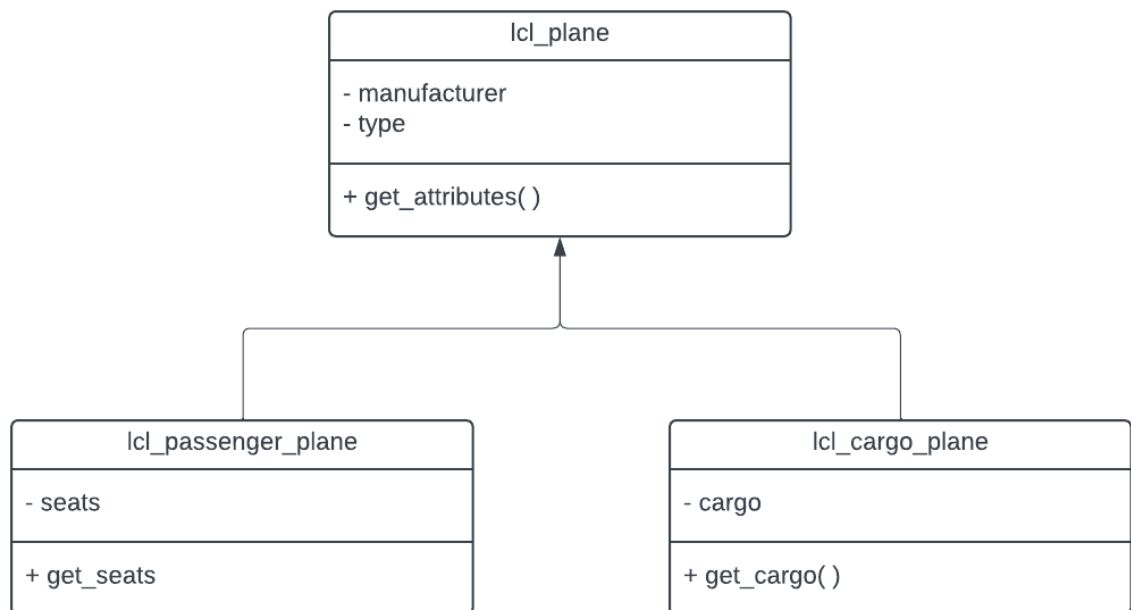 lcl_plane
- manufacturer
- type
+ get_attributes( )
lcl_passenger_plane
- seats
+ get_seats
lcl_cargo_plane
- cargo
+ get_cargo( )